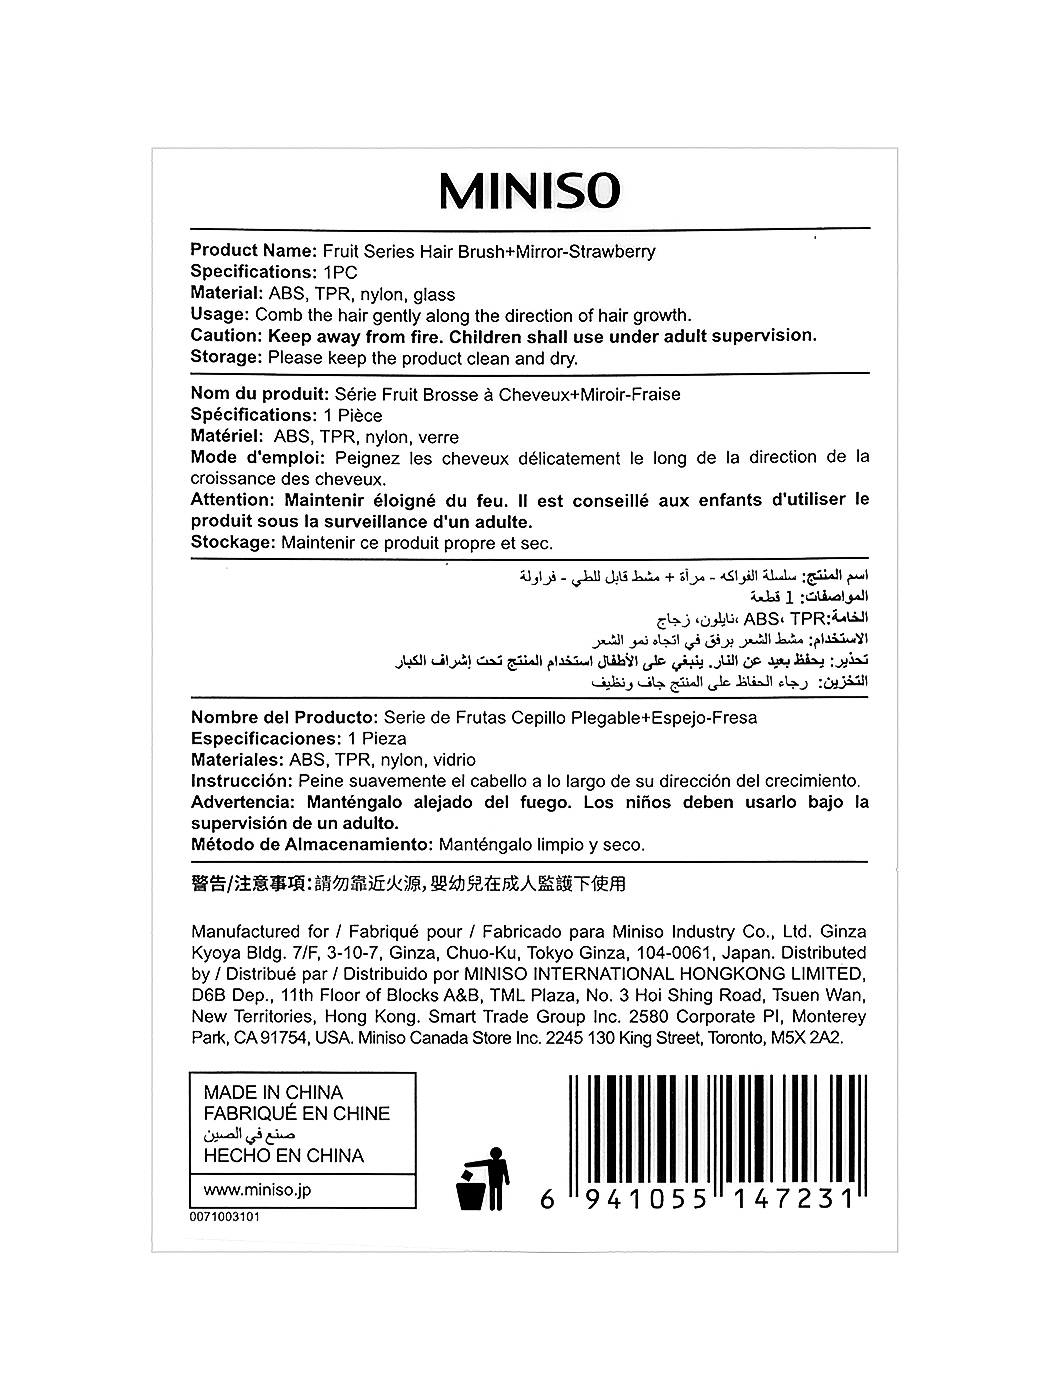 MINISO
Product Name: Fruit Series Hair Brush+Mirror-Strawberry
Specifications: 1PC
Material: ABS, TPR, nylon, glass
Usage: Comb the hair gently along the direction of hair growth.
Caution: Keep away from fire. Children shall use under adult supervision.
Storage: Please keep the product clean and dry.
Nom du produit: Série Fruit Brosse à Cheveux+Miroir-Fraise
Spécifications: 1 Pièce
Matériel: ABS, TPR, nylon, verre
Mode d'emploi: Peignez les cheveux délicatement le long de la direction de la
croissance des cheveux.
Attention: Maintenir éloigné du feu. Il est conseillé aux enfants d'utiliser le
produit sous la surveillance d'un adulte.
Stockage: Maintenir ce produit propre et sec.
اسم المنتج: سلسلة الفواكه - مرآة + مشط قابل للطي - فراولة
المواصفات: 1 قطعة
الخامة:ABS، TPR ،نايلون، زجاج
الاستخدام: مشط الشعر برفق في اتجاه نمو الشعر
تحذير: يحفظ بعيد عن النار. ينبغي على الأطفال استخدام المنتج تحت إشراف الكبار
التخزين: رجاء الحفاظ على المنتج جاف ونظيف
Nombre del Producto: Serie de Frutas Cepillo Plegable+Espejo-Fresa
Especificaciones: 1 Pieza
Materiales: ABS, TPR, nylon, vidrio
Instrucción: Peine suavemente el cabello a lo largo de su dirección del crecimiento.
Advertencia: Manténgalo alejado del fuego. Los niños deben usarlo bajo la
supervisión de un adulto.
Método de Almacenamiento: Manténgalo limpio y seco.
警告/注意事項:請勿靠近火源,嬰幼兒在成人監護下使用
Manufactured for / Fabriqué pour / Fabricado para Miniso Industry Co., Ltd. Ginza
Kyoya Bldg. 7/F, 3-10-7, Ginza, Chuo-Ku, Tokyo Ginza, 104-0061, Japan. Distributed
by / Distribué par / Distribuido por MINISO INTERNATIONAL HONGKONG LIMITED,
D6B Dep., 11th Floor of Blocks A&B, TML Plaza, No. 3 Hoi Shing Road, Tsuen Wan,
New Territories, Hong Kong. Smart Trade Group Inc. 2580 Corporate Pl, Monterey
Park, CA 91754, USA. Miniso Canada Store Inc. 2245 130 King Street, Toronto, M5X 2A2.
MADE IN CHINA
FABRIQUÉ EN CHINE
صنع في الصين
HECHO EN CHINA
www.miniso.jp
0071003101
6 941055 147231